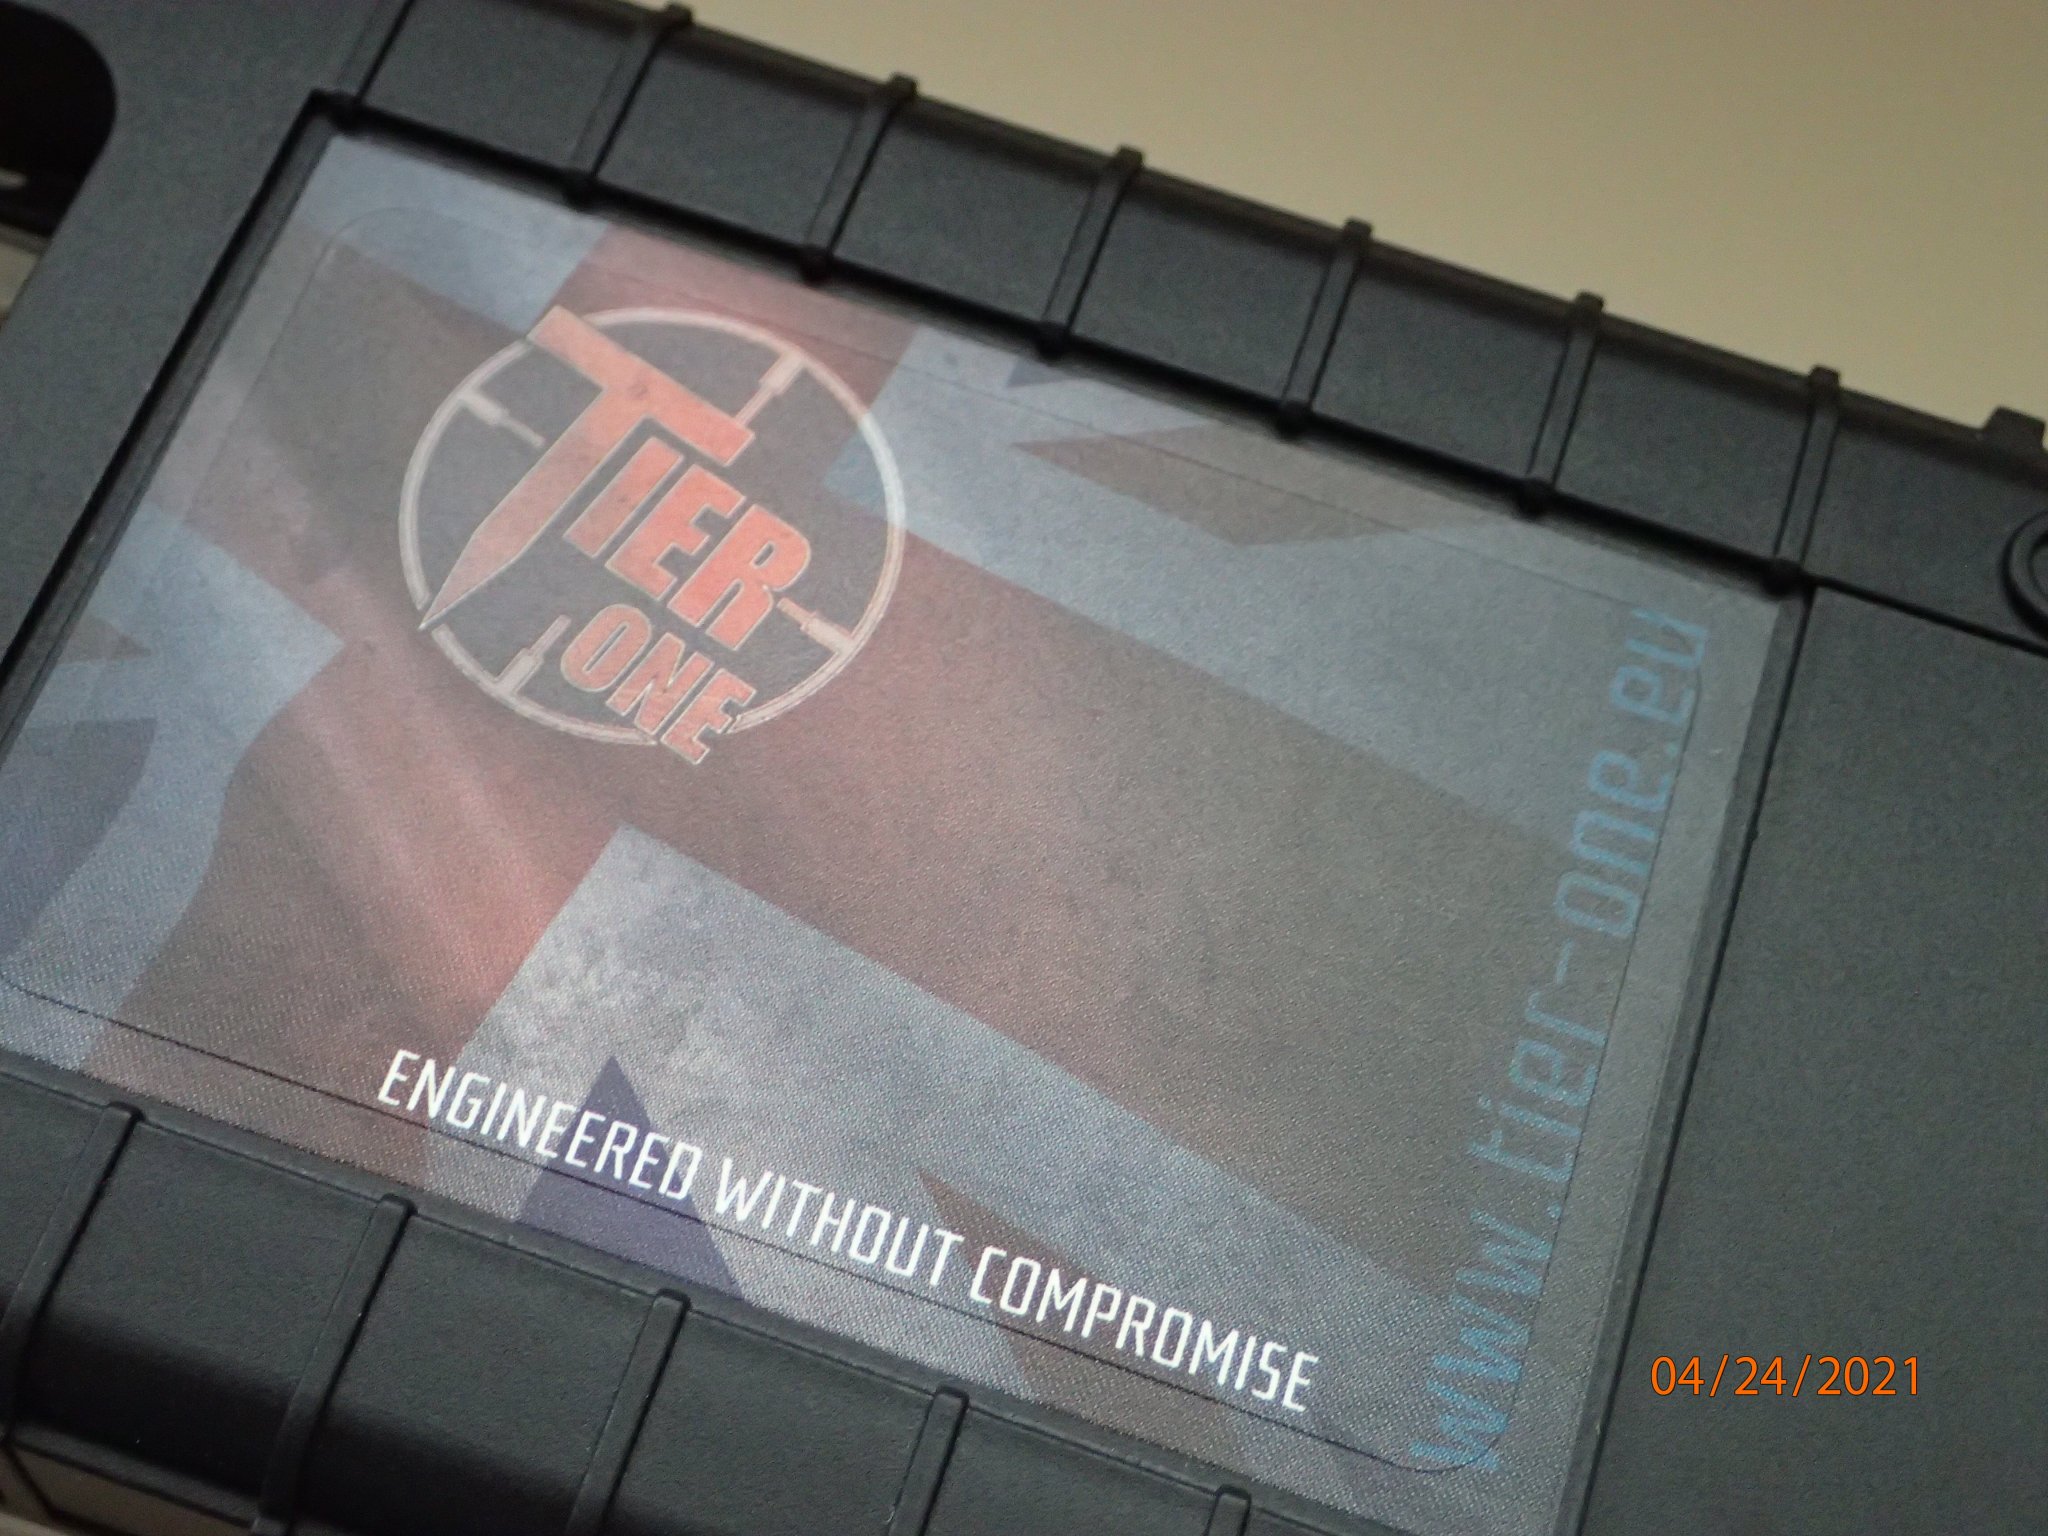 TIER
ONE
www.tier-one.eu
ENGINEERED WITHOUT COMPROMISE
04/24/2021